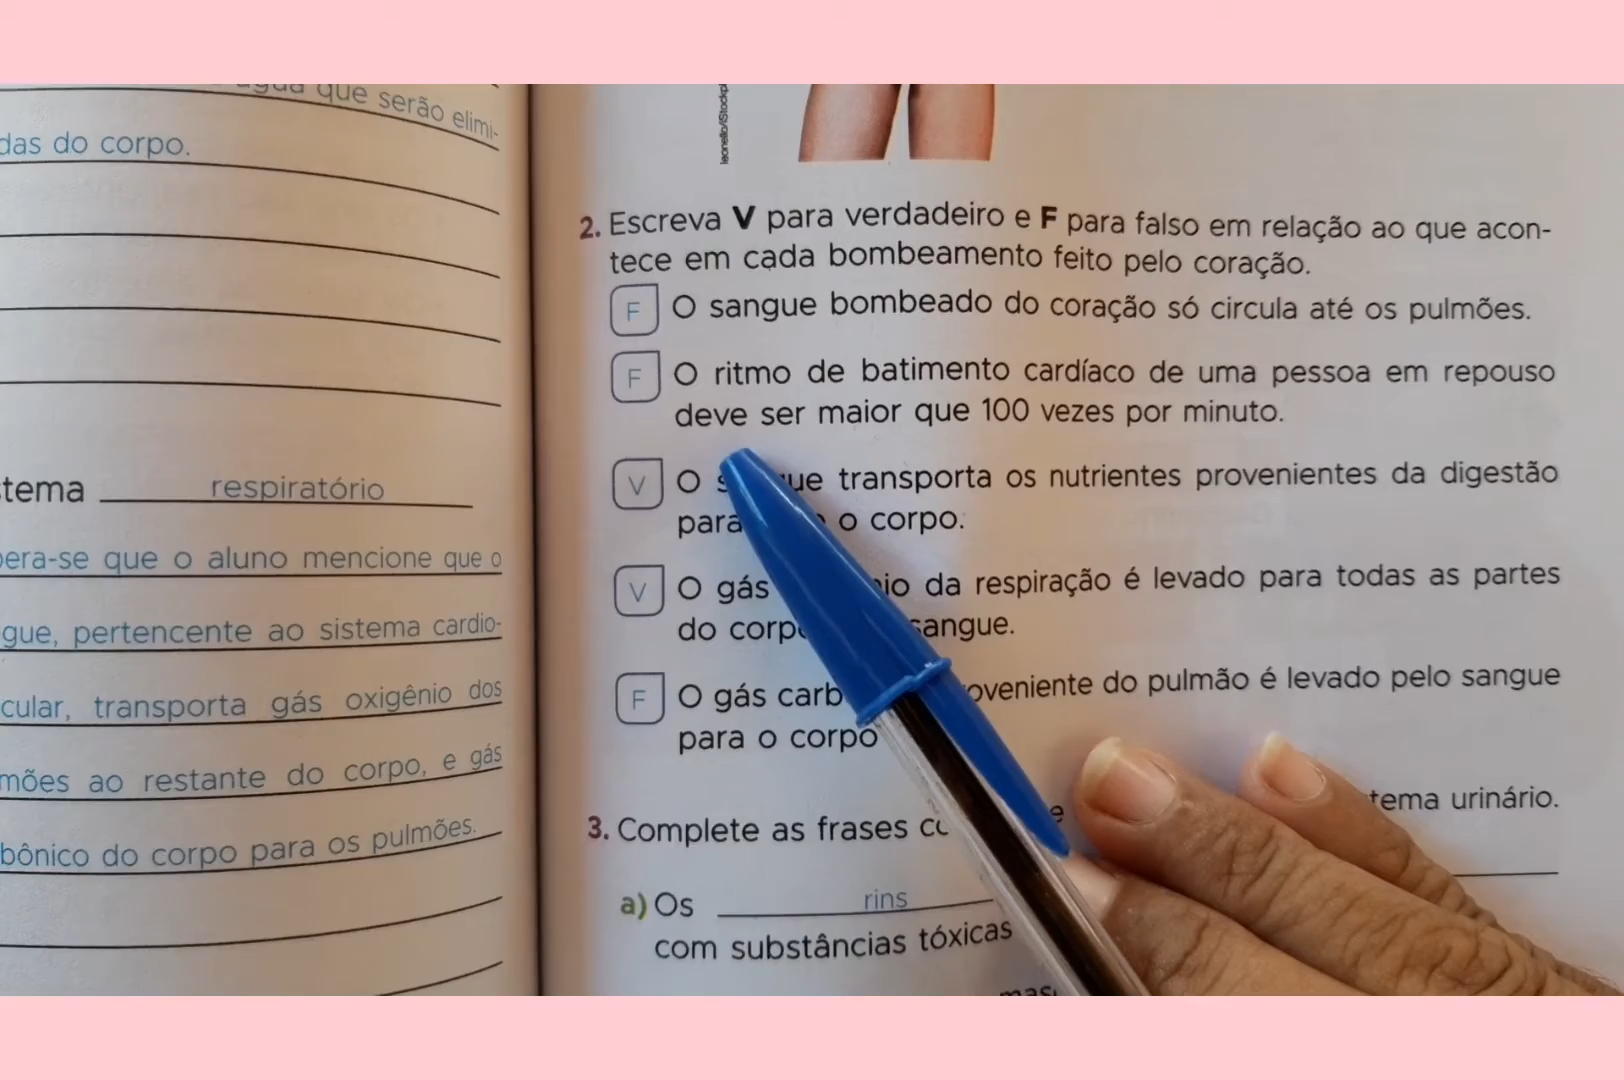 água que serão elimi-
das do corpo.
tema respiratório
pera-se que o aluno mencione que o
gue, pertencente ao sistema cardio-
cular, transporta gás oxigênio dos
mões ao restante do corpo, e gás
bônico do corpo para os pulmões.
2. Escreva V para verdadeiro e F para falso em relação ao que acon-
tece em cada bombeamento feito pelo coração.
F O sangue bombeado do coração só circula até os pulmões.
F O ritmo de batimento cardíaco de uma pessoa em repouso
deve ser maior que 100 vezes por minuto.
V O s ue transporta os nutrientes provenientes da digestão
para o corpo.
V O gás io da respiração é levado para todas as partes
do corp sangue.
F O gás carb oveniente do pulmão é levado pelo sangue
para o corpo
3. Complete as frases co e tema urinário.
a) Os rins
com substâncias tóxicas